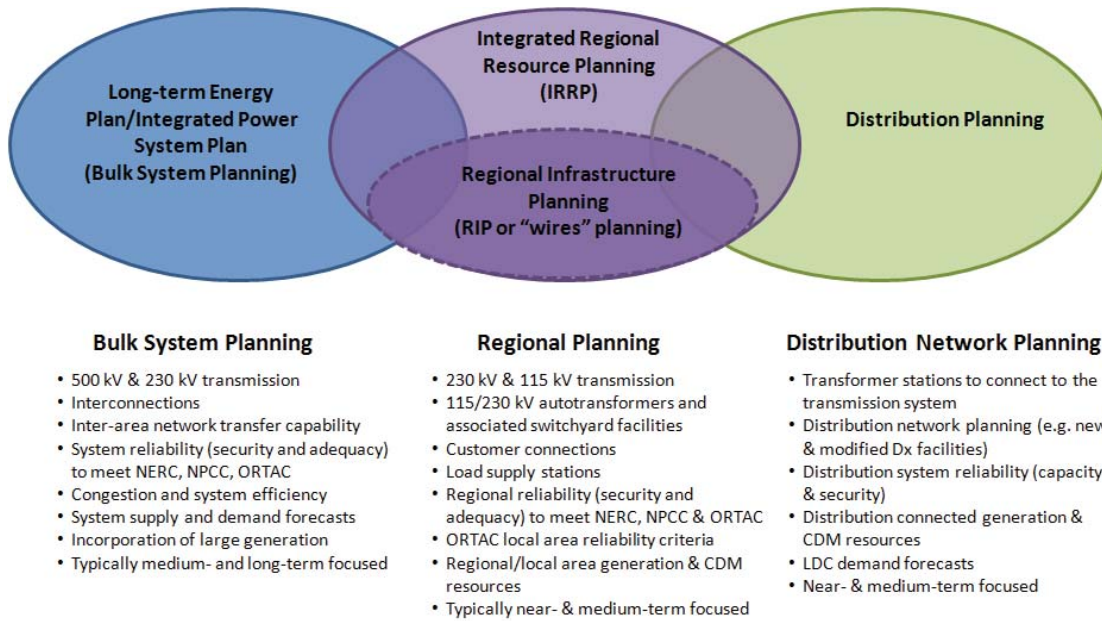 Long-term Energy
Plan/Integrated Power
System Plan
(Bulk System Planning)
Integrated Regional
Resource Planning
(IRRP)
Regional Infrastructure
Planning
(RIP or “wires” planning)
Distribution Planning
Bulk System Planning
• 500 kV & 230 kV transmission
• Interconnections
• Inter-area network transfer capability
• System reliability (security and adequacy)
to meet NERC, NPCC, ORTAC
• Congestion and system efficiency
• System supply and demand forecasts
• Incorporation of large generation
• Typically medium- and long-term focused
Regional Planning
• 230 kV & 115 kV transmission
• 115/230 kV autotransformers and
associated switchyard facilities
• Customer connections
• Load supply stations
• Regional reliability (security and
adequacy) to meet NERC, NPCC & ORTAC
• ORTAC local area reliability criteria
• Regional/local area generation & CDM
resources
• Typically near- & medium-term focused
Distribution Network Planning
• Transformer stations to connect to the
transmission system
• Distribution network planning (e.g. new
& modified Dx facilities)
• Distribution system reliability (capacity
& security)
• Distribution connected generation &
CDM resources
• LDC demand forecasts
• Near- & medium-term focused